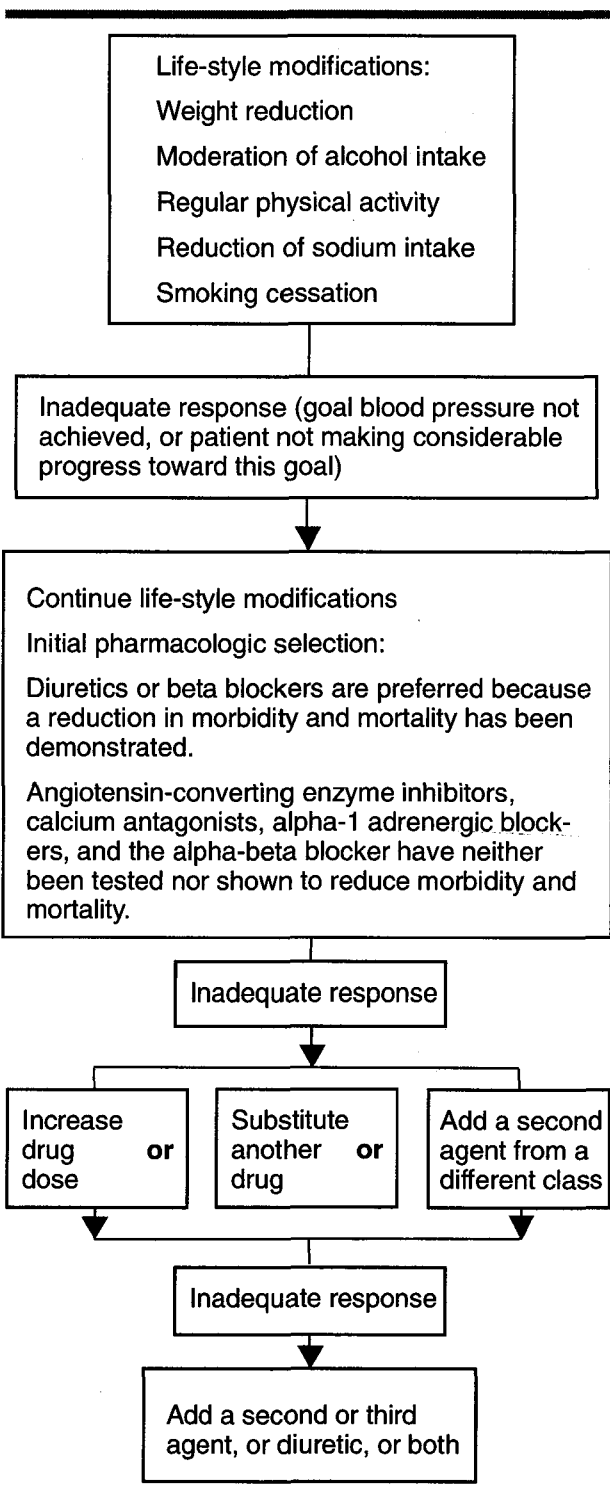 Life-style modifications:
Weight reduction
Moderation of alcohol intake
Regular physical activity
Reduction of sodium intake
Smoking cessation
Inadequate response (goal blood pressure not
achieved, or patient not making considerable
progress toward this goal)
Continue life-style modifications
Initial pharmacologic selection:
Diuretics or beta blockers are preferred because
a reduction in morbidity and mortality has been
demonstrated.
Angiotensin-converting enzyme inhibitors,
calcium antagonists, alpha-1 adrenergic block-
ers, and the alpha-beta blocker have neither
been tested nor shown to reduce morbidity and
mortality.
Inadequate response
Increase
drug or
dose
Substitute
another or
drug
Add a second
agent from a
different class
Inadequate response
Add a second or third
agent, or diuretic, or both